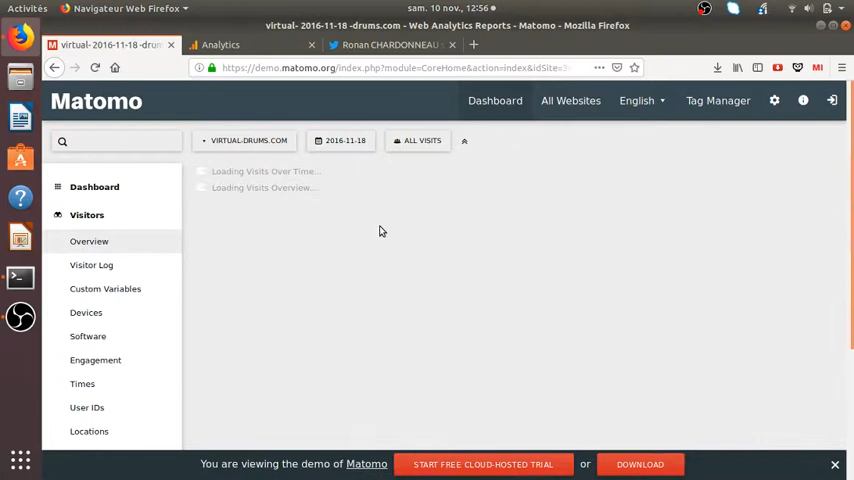 Activités
Navigateur Web Firefox
sam. 10 nov., 12:56
virtual- 2016-11-18 -drums.com - Web Analytics Reports - Matomo - Mozilla Firefox
virtual- 2016-11-18 -drum
Analytics
Ronan CHARDONNEAU
https://demo.matomo.org/index.php?module=CoreHome&action=index&idSite=3
Matomo
Dashboard
All Websites
English
Tag Manager
VIRTUAL-DRUMS.COM
2016-11-18
ALL VISITS
Loading Visits Over Time...
Loading Visits Overview...
Dashboard
Visitors
Overview
Visitor Log
Custom Variables
Devices
Software
Engagement
Times
User IDs
Locations
You are viewing the demo of Matomo
START FREE CLOUD-HOSTED TRIAL
or
DOWNLOAD